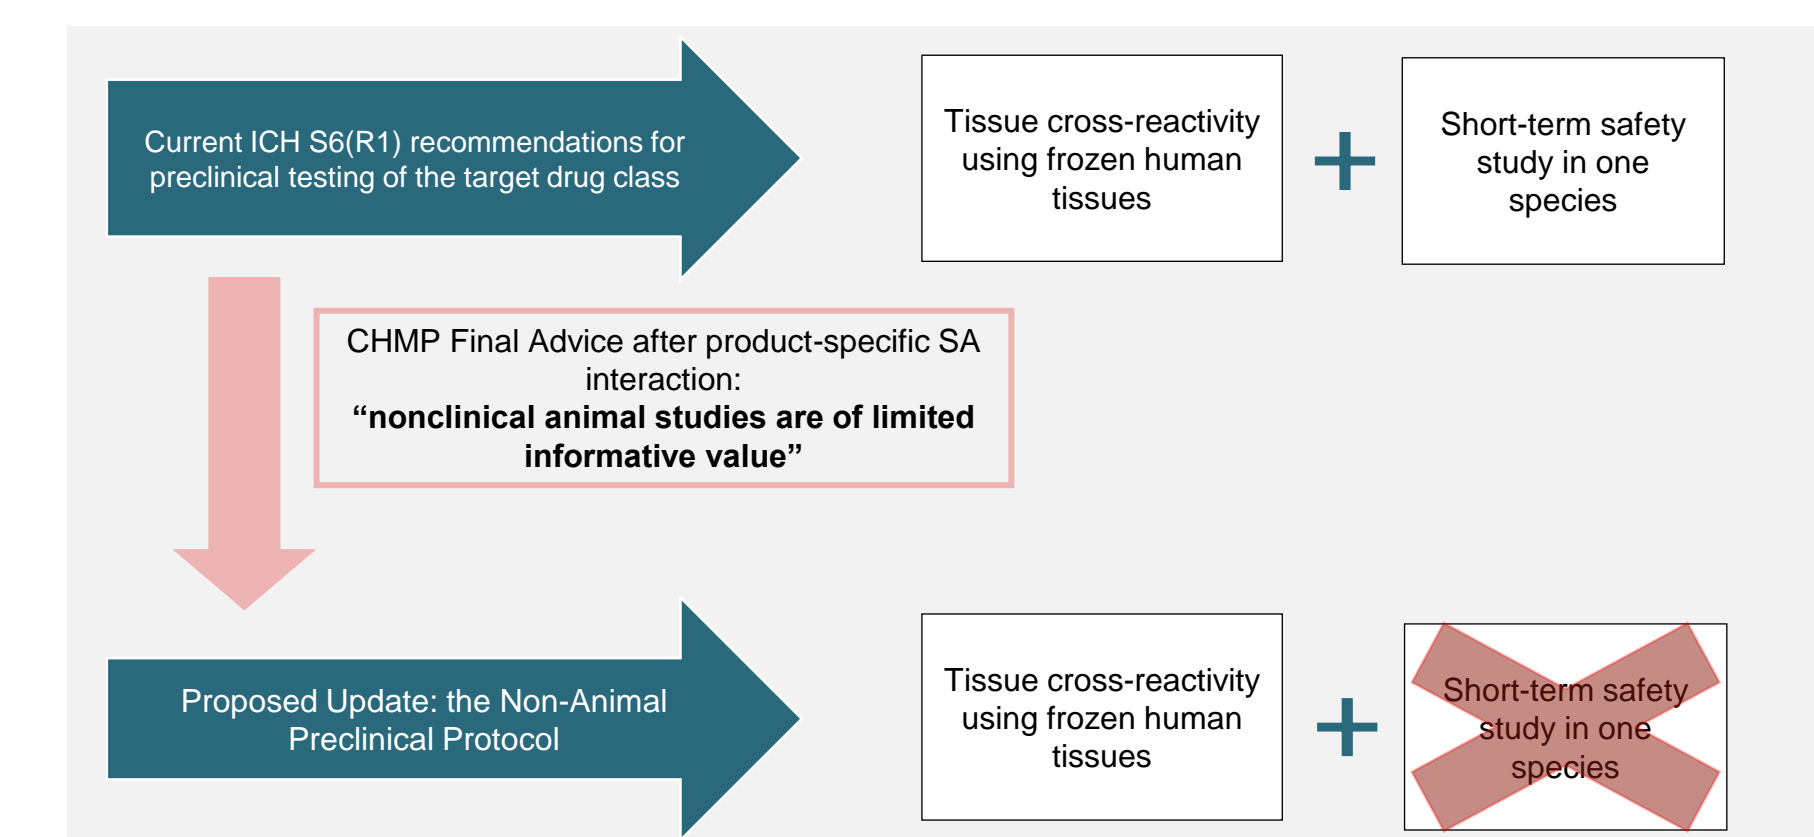 Current ICH S6(R1) recommendations for
preclinical testing of the target drug class
Tissue cross-reactivity
using frozen human
tissues
+
Short-term safety
study in one
species
CHMP Final Advice after product-specific SA
interaction:
“nonclinical animal studies are of limited
informative value”
Proposed Update: the Non-Animal
Preclinical Protocol
Tissue cross-reactivity
using frozen human
tissues
+
Short-term safety
study in one
species